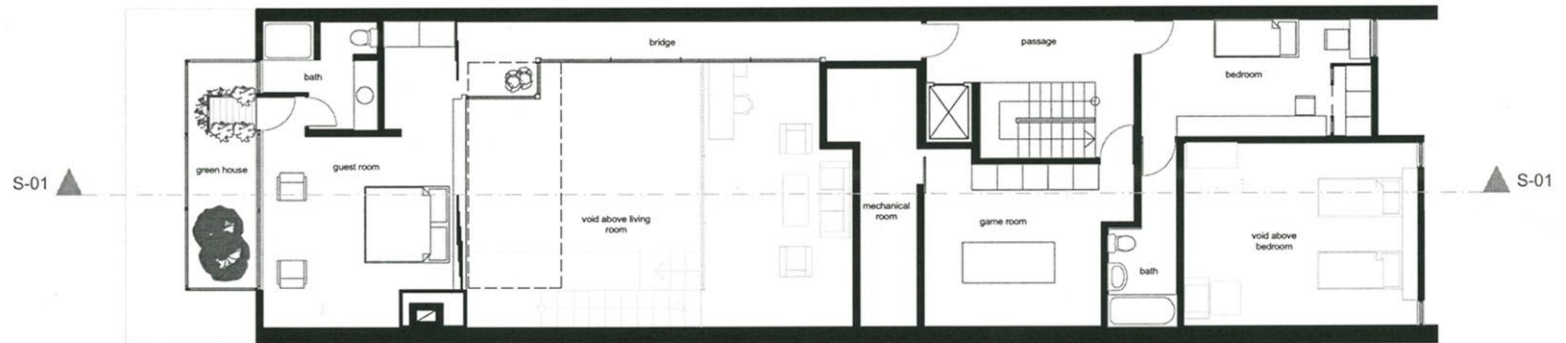 bridge
passage
bedroom
bath
green house
guest room
S-01
S-01
void above living
room
mechanical
room
game room
void above
bedroom
bath